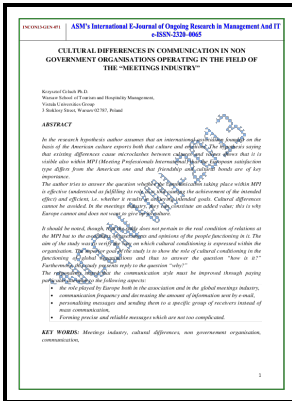 INCON13-GEN-051
ASM's International E-Journal of Ongoing Research in Management And IT
e-ISSN-2320-0065
CULTURAL DIFFERENCES IN COMMUNICATION IN NON
GOVERNMENT ORGANISATIONS OPERATING IN THE FIELD OF
THE "MEETINGS INDUSTRY"
Krzysztof Celuch Ph.D.
Warsaw School of Tourism and Hospitality Management,
Vistula Universities Group
3 Stokłosy Street, Warsaw 02787, Poland
ABSTRACT
In the research hypothesis author assumes that an international association founded on the
basis of the American culture exports both that culture and
that existing differences cause microclashes between cultures and shows that it is
visible also within MPI (Meeting Professionals International) that the European satisfaction
type differs from the American one and that friendship and cultural bonds are of key
importance.
The author tries to answer the question whether the communication taking place within MPI
is effective (understood as fulfilling its role and causing the achievement of the intended
effect) and efficient, i.e. whether it results in achieving intended goals. Cultural differences
cannot be avoided. In the meetings industry, they can constitute an added value; this is why
Europe cannot and does not want to give up its culture.
It should be noted, though, that the study does not pertain to the real condition of relations at
the MPI but to the assessments and opinions of the people functioning in it. The
aim of the study was to verify the way on which cultural conditioning is expressed within the
organisation. The purpose of the study is to show the role of cultural conditioning in the
functioning of global organisations and thus to answer the question "how is it?"
Furthermore, the study presents reply to the question "why?"
The respondents stated that the communication style must be improved through paying
particular attention to the following aspects:
• the role played by Europe both in the association and in the global meetings industry,
• communication frequency and decreasing the amount of information sent by e-mail,
• personalising messages and sending them to a specific group of receivers instead of
mass communication,
• Forming precise and reliable messages which are not too complicated.
KEY WORDS: Meetings industry, cultural differences, non government organisation,
communication,
1